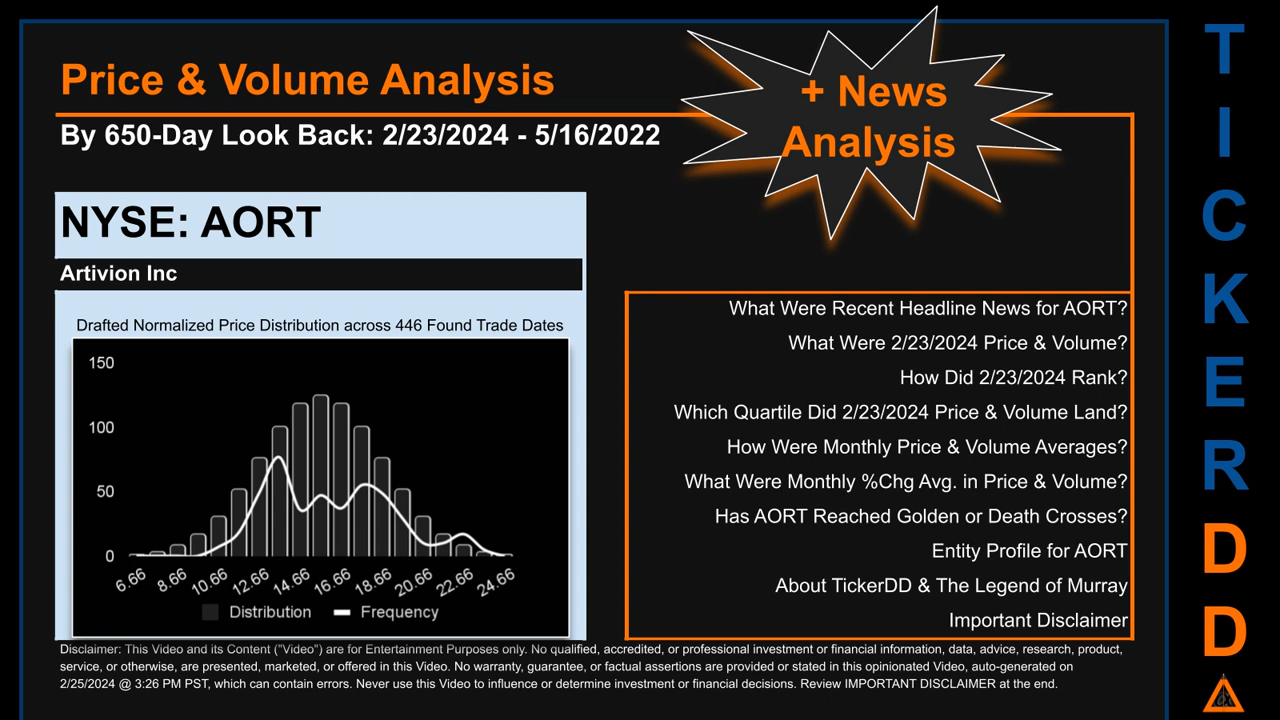 Price & Volume Analysis
+ News
Analysis
By 650-Day Look Back: 2/23/2024 - 5/16/2022
NYSE: AORT
Artivion Inc
Drafted Normalized Price Distribution across 446 Found Trade Dates
150
100
50
0
6.66 8.66 10.66 12.66 14.66 16.66 18.66 20.66 22.66 24.66
Distribution Frequency
What Were Recent Headline News for AORT?
What Were 2/23/2024 Price & Volume?
How Did 2/23/2024 Rank?
Which Quartile Did 2/23/2024 Price & Volume Land?
How Were Monthly Price & Volume Averages?
What Were Monthly %Chg Avg. in Price & Volume?
Has AORT Reached Golden or Death Crosses?
Entity Profile for AORT
About TickerDD & The Legend of Murray
Important Disclaimer
Disclaimer: This Video and its Content ("Video") are for Entertainment Purposes only. No qualified, accredited, or professional investment or financial information, data, advice, research, product,
service, or otherwise, are presented, marketed, or offered in this Video. No warranty, guarantee, or factual assertions are provided or stated in this opinionated Video, auto-generated on
2/25/2024 @ 3:26 PM PST, which can contain errors. Never use this Video to influence or determine investment or financial decisions. Review IMPORTANT DISCLAIMER at the end.
TICKERDD